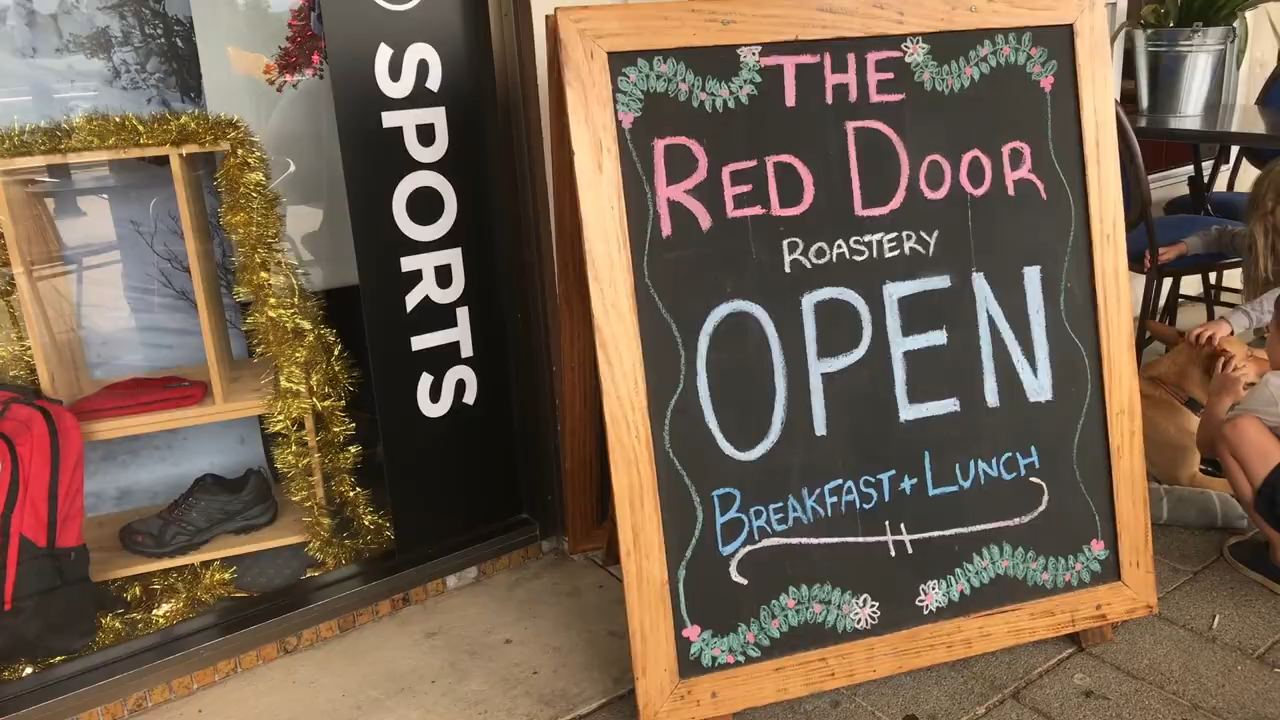 SPORTS
THE
RED DOOR
ROASTERY
OPEN
BREAKFAST + LUNCH